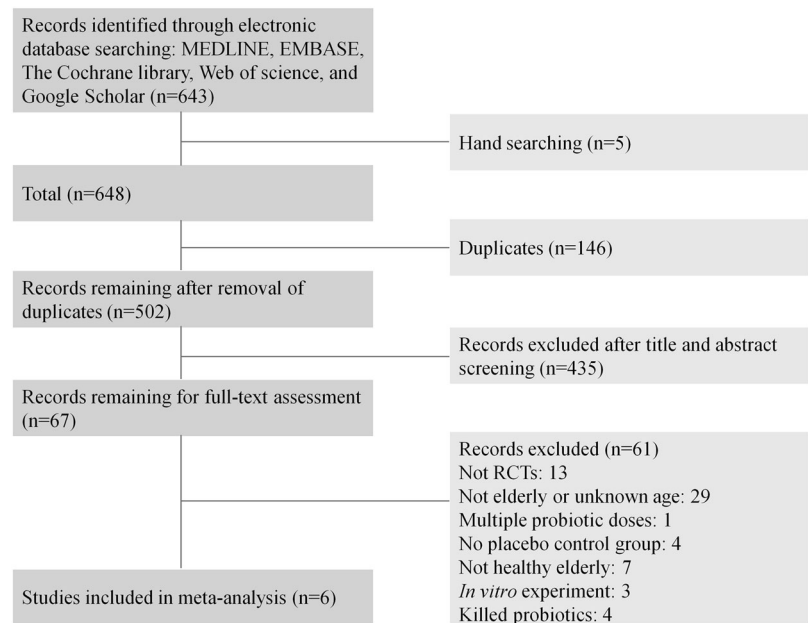 Records identified through electronic
database searching: MEDLINE, EMBASE,
The Cochrane library, Web of science, and
Google Scholar (n=643)
Hand searching (n=5)
Total (n=648)
Duplicates (n=146)
Records remaining after removal of
duplicates (n=502)
Records excluded after title and abstract
screening (n=435)
Records remaining for full-text assessment
(n=67)
Records excluded (n=61)
Not RCTs: 13
Not elderly or unknown age: 29
Multiple probiotic doses: 1
No placebo control group: 4
Not healthy elderly: 7
In vitro experiment: 3
Killed probiotics: 4
Studies included in meta-analysis (n=6)